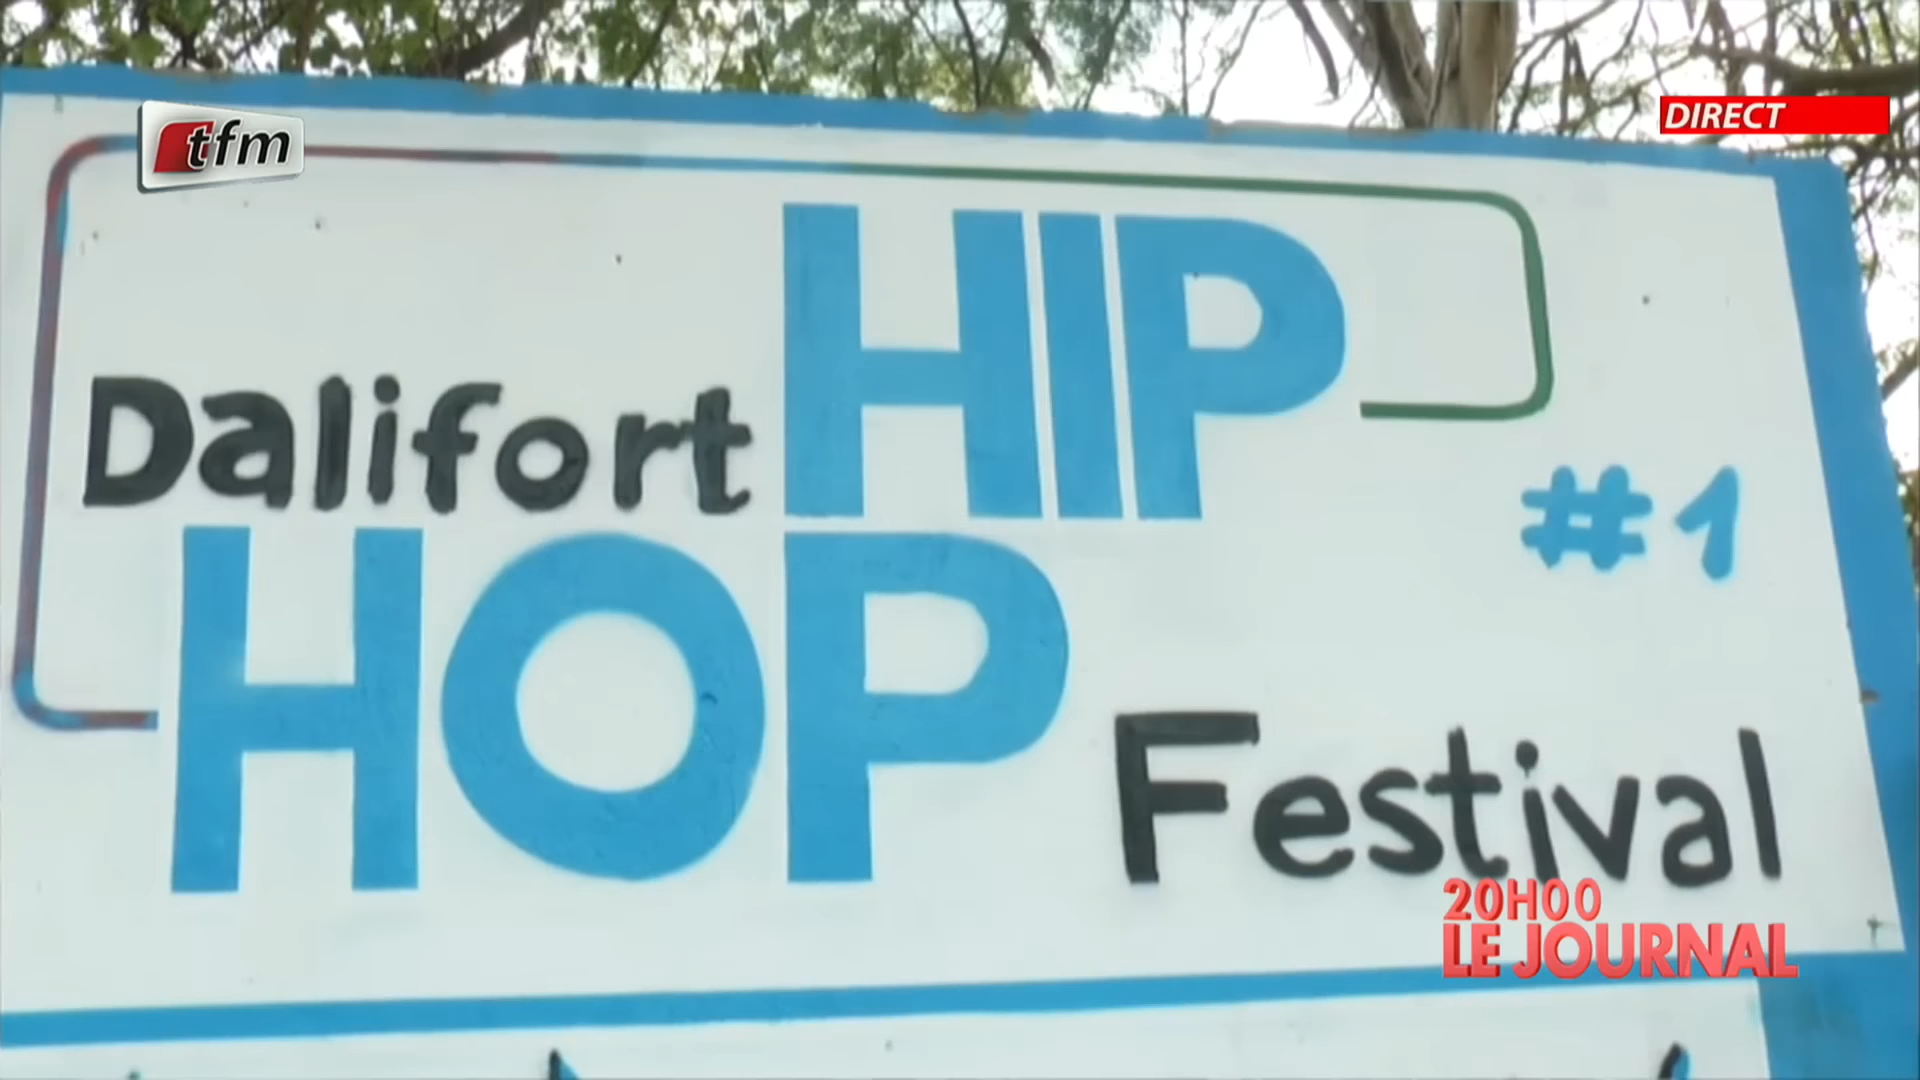 tfm
DIRECT
Dalifort HIP
HOP Festival
#1
20H00
LE JOURNAL